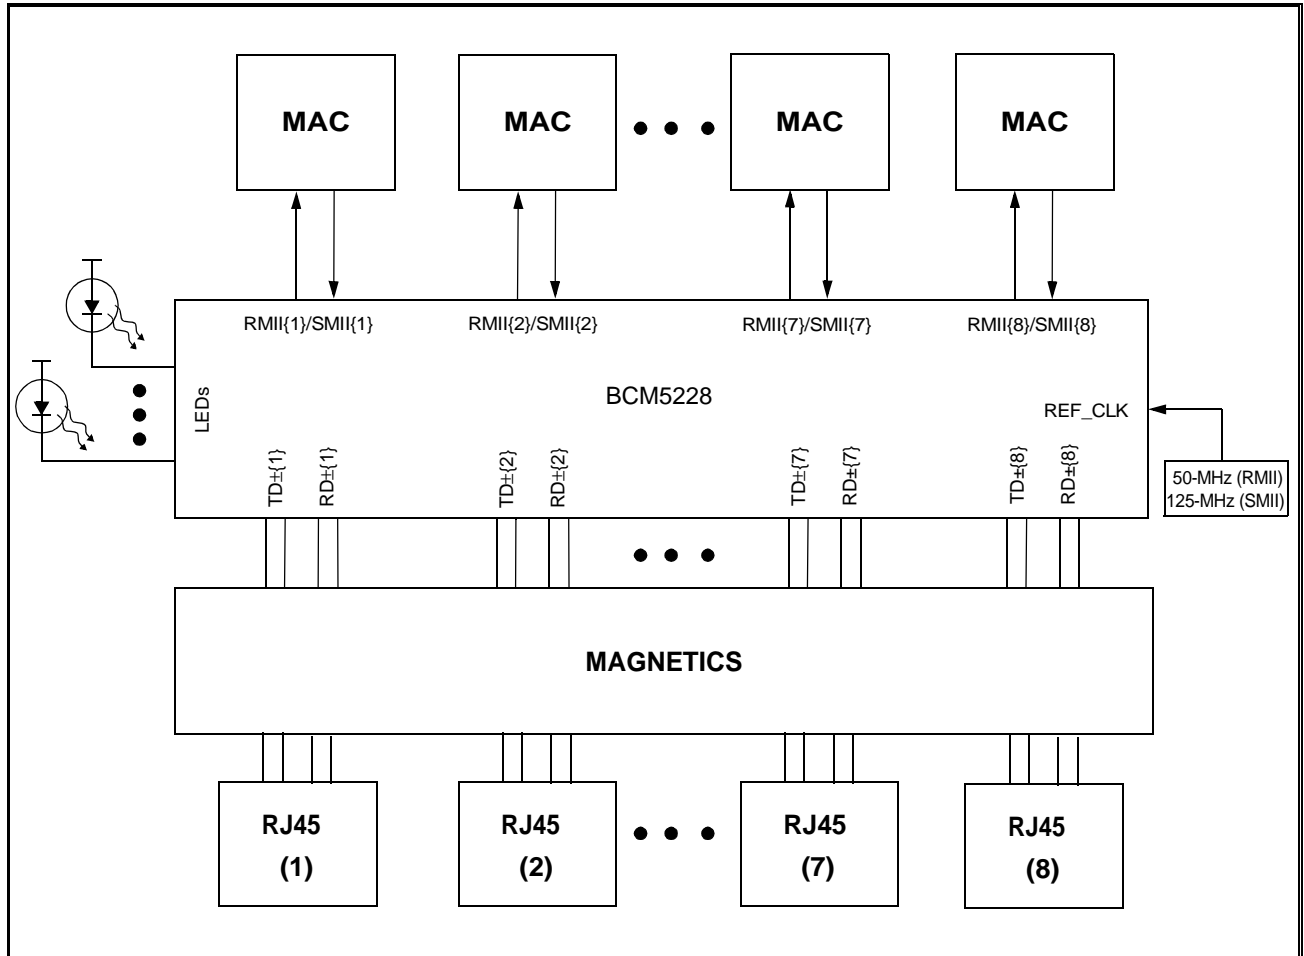 MAC MAC MAC MAC
RMII{1}/SMII{1} RMII{2}/SMII{2} RMII{7}/SMII{7} RMII{8}/SMII{8}
BCM5228
LEDs
REF_CLK
TD±{1} RD±{1} TD±{2} RD±{2} TD±{7} RD±{7} TD±{8} RD±{8}
50-MHz (RMII)
125-MHz (SMII)
MAGNETICS
RJ45 RJ45 RJ45 RJ45
(1) (2) (7) (8)